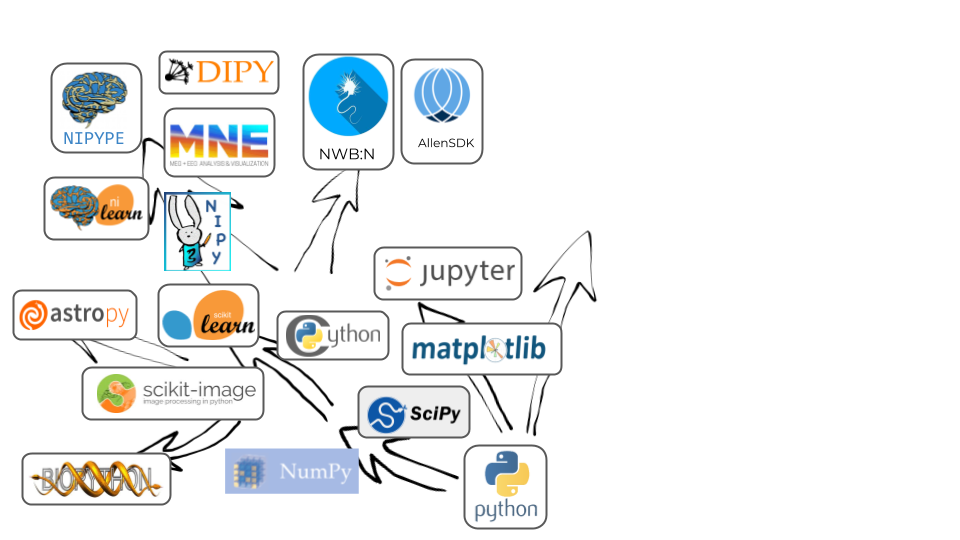 DIPY
NIPYPE
MNE
MEG + EEG ANALYSIS & VISUALIZATION
NWB:N
AllenSDK
ni
learn
N
I
P
y
jupyter
astropy
scikit
learn
Cython
matplotlib
scikit-image
image processing in python
SciPy
BIOPYTHON
NumPy
python